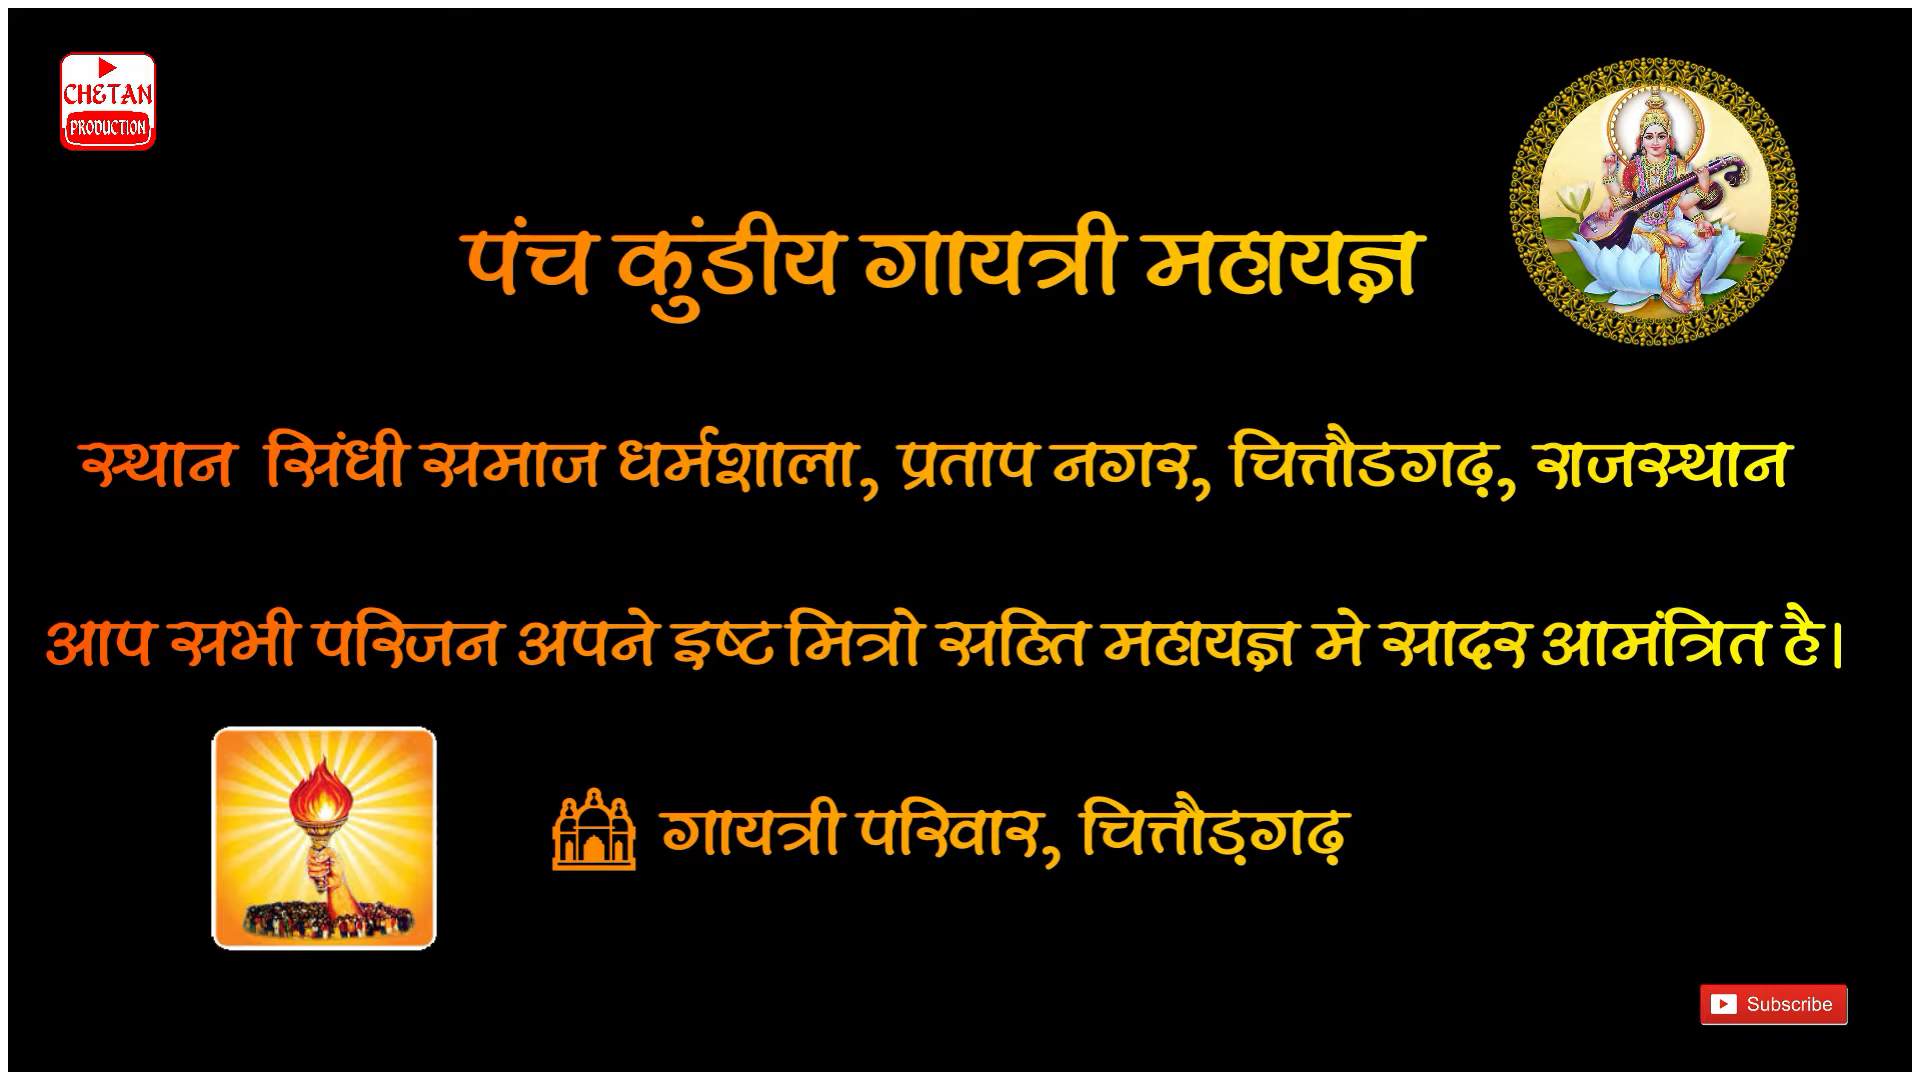 CHETAN
PRODUCTION
पंच कुंडीय गायत्री महायज्ञ
स्थान सिंधी समाज धर्मशाला, प्रताप नगर, चित्तौडगढ़, राजस्थान
आप सभी परिजन अपने इष्ट मित्रो सहित महायज्ञ मे सादर आमंत्रित है।
गायत्री परिवार, चित्तौड़गढ़
Subscribe